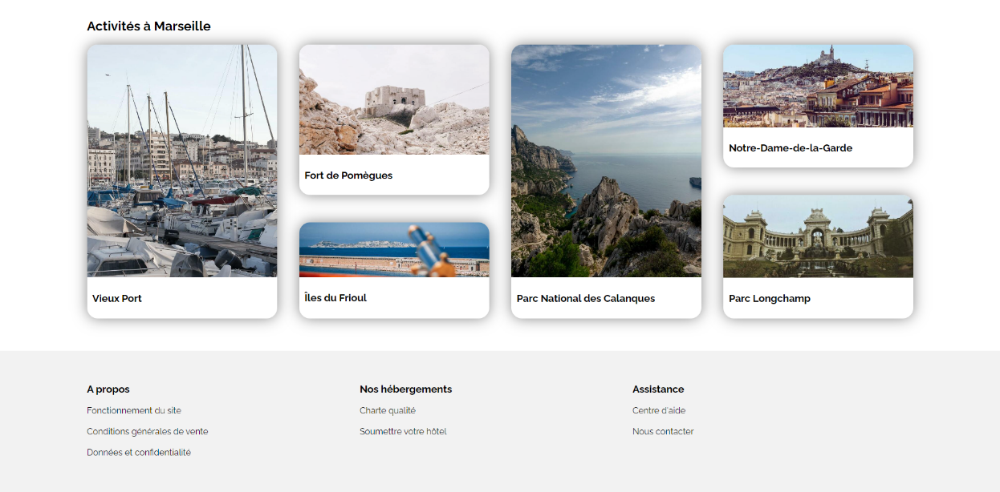 Activités à Marseille
Vieux Port
Fort de Pomègues
Îles du Frioul
Parc National des Calanques
Notre-Dame-de-la-Garde
Parc Longchamp
A propos
Fonctionnement du site
Conditions générales de vente
Données et confidentialité
Nos hébergements
Charte qualité
Soumettre votre hôtel
Assistance
Centre d'aide
Nous contacter